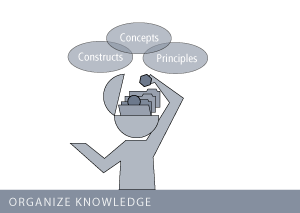 Concepts
Constructs
Principles
ORGANIZE KNOWLEDGE